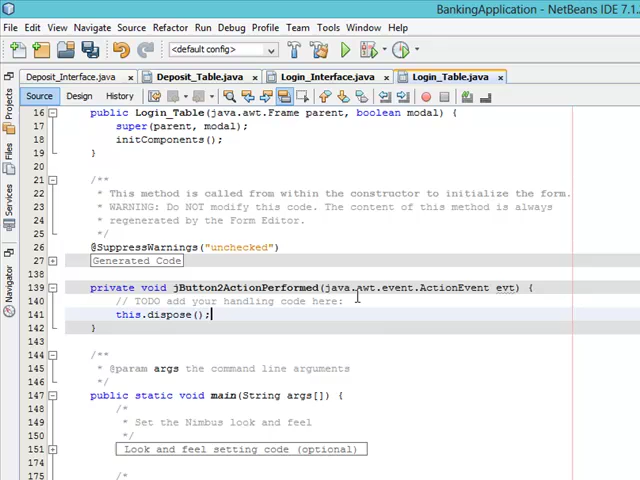 BankingApplication - NetBeans IDE 7.1.
File Edit View Navigate Source Refactor Run Debug Profile Team Tools Window Help
<default config>
Deposit_Interface.java Deposit_Table.java Login_Interface.java Login_Table.java
Source Design History
Projects
Files
Services
Navigator
16 public Login_Table(java.awt.Frame parent, boolean modal) {
17 super(parent, modal);
18 initComponents();
19 }
20
21 /**
22 * This method is called from within the constructor to initialize the form.
23 * WARNING: Do NOT modify this code. The content of this method is always
24 * regenerated by the Form Editor.
25 */
26 @SuppressWarnings("unchecked")
27 Generated Code
138
139 private void jButton2ActionPerformed(java.awt.event.ActionEvent evt) {
140 // TODO add your handling code here:
141 this.dispose();
142 }
143
144 /**
145 * @param args the command line arguments
146 */
147 public static void main(String args[]) {
148 /*
149 * Set the Nimbus look and feel
150 */
151 Look and feel setting code (optional)
174
175 /*